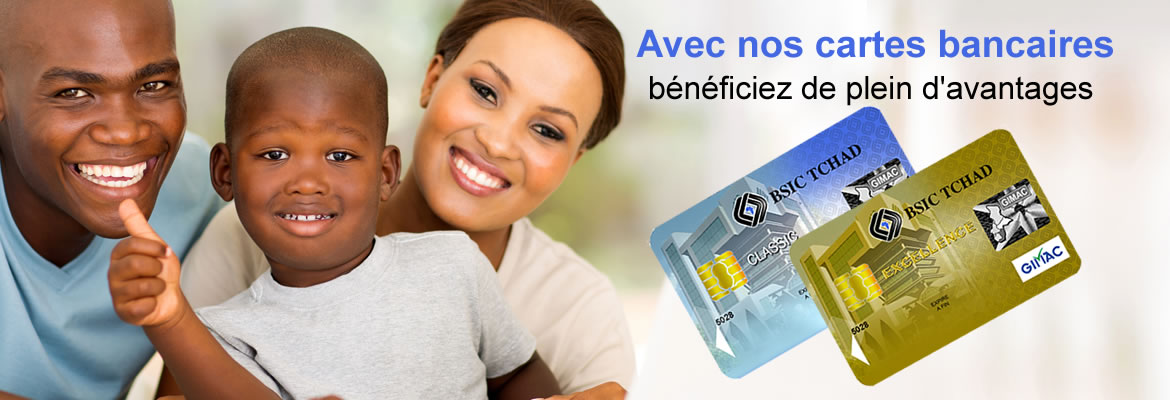 Avec nos cartes bancaires
bénéficiez de plein d'avantages
BSIC TCHAD
GIMAC
CLASSIC
5028
BSIC TCHAD
GIMAC
EXCELLENCE
GIMAC
EXPIRE
A FIN
5028